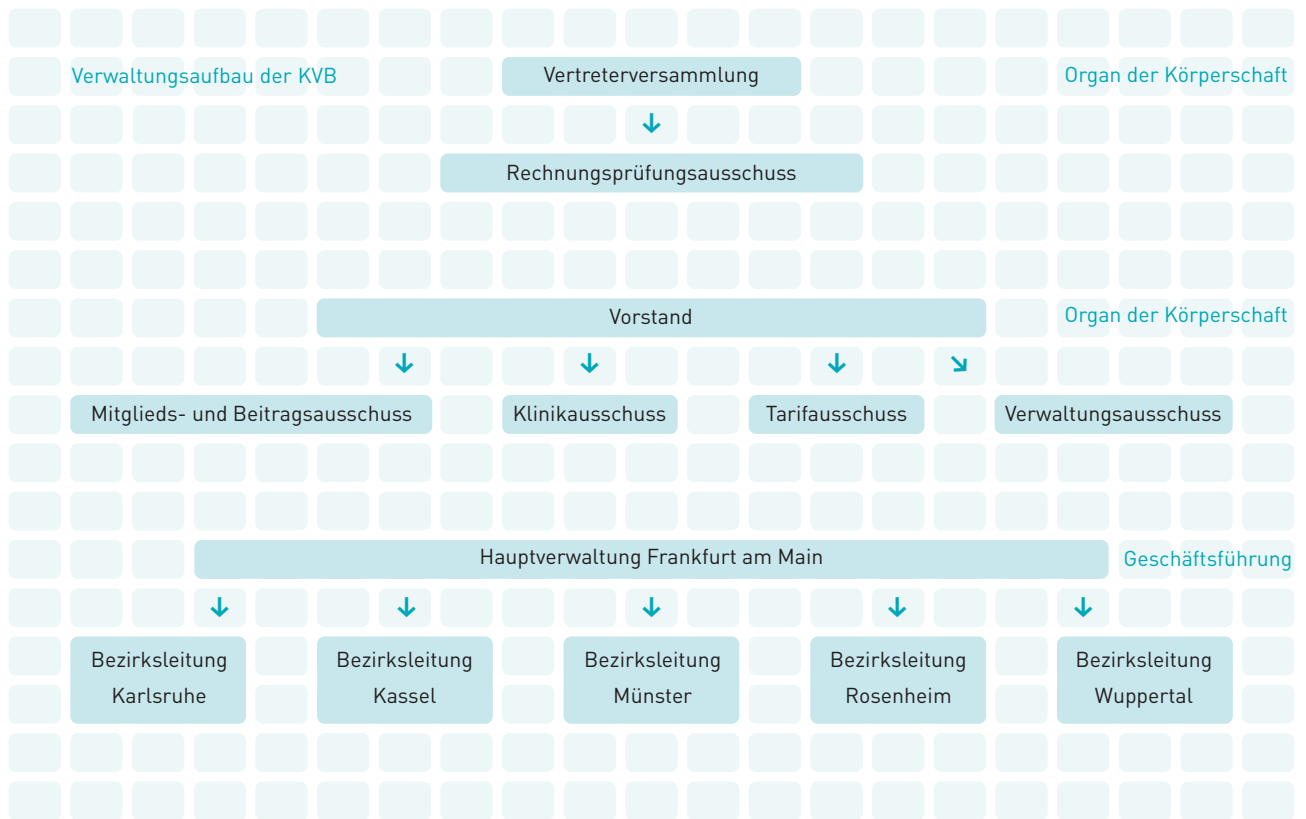 Verwaltungsaufbau der KVB
Vertreterversammlung
Organ der Körperschaft
Rechnungsprüfungsausschuss
Vorstand
Organ der Körperschaft
Mitglieds- und Beitragsausschuss
Klinikausschuss
Tarifausschuss
Verwaltungsausschuss
Hauptverwaltung Frankfurt am Main
Geschäftsführung
Bezirksleitung
Karlsruhe
Bezirksleitung
Kassel
Bezirksleitung
Münster
Bezirksleitung
Rosenheim
Bezirksleitung
Wuppertal